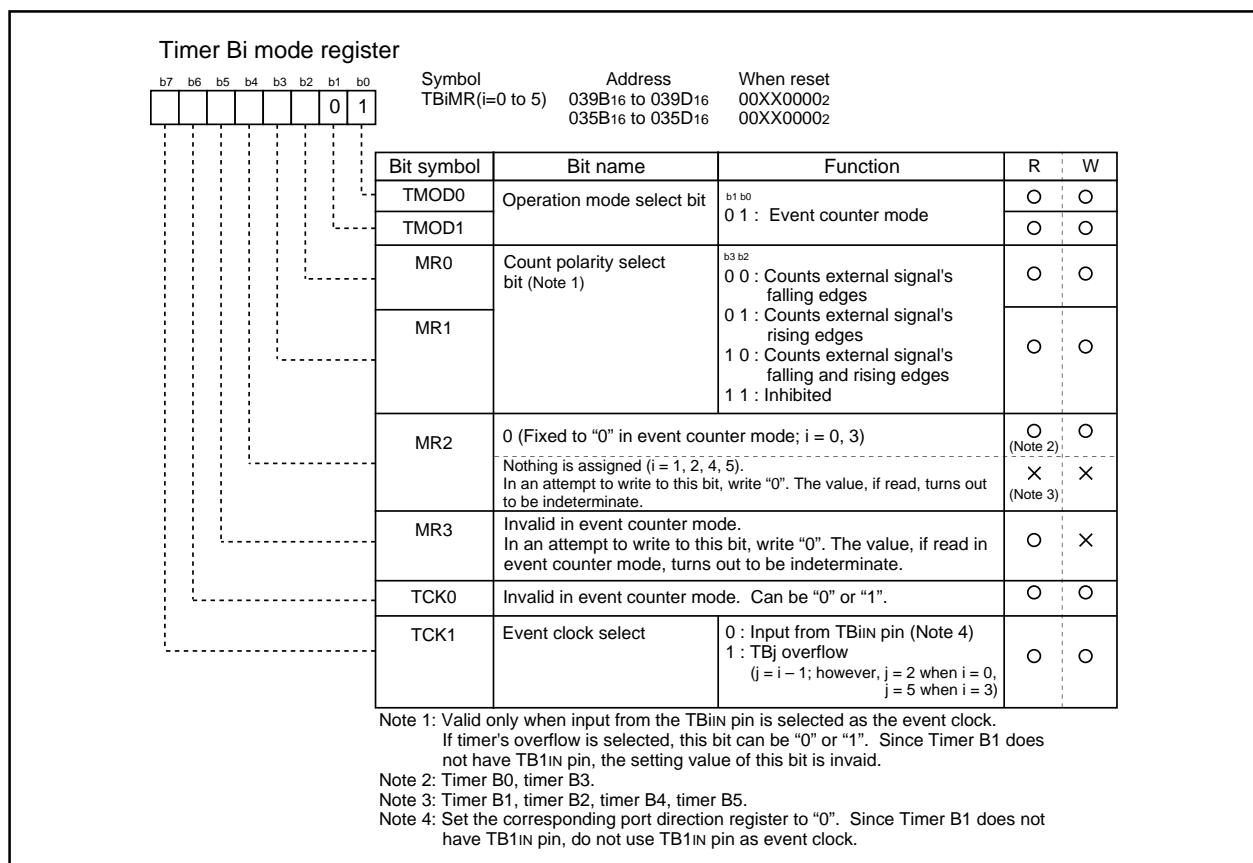 Timer Bi mode register
b7 b6 b5 b4 b3 b2 b1 b0
0 1
Symbol Address When reset
TBiMR(i=0 to 5) 039B16 to 039D16 00XX00002
035B16 to 035D16 00XX00002
Bit symbol Bit name Function R W
TMOD0 Operation mode select bit b1 b0
0 1 : Event counter mode
TMOD1
MR0 Count polarity select
bit (Note 1)
b3 b2
0 0 : Counts external signal's
falling edges
0 1 : Counts external signal's
rising edges
MR1
1 0 : Counts external signal's
falling and rising edges
1 1 : Inhibited
MR2 0 (Fixed to “0” in event counter mode; i = 0, 3)
(Note 2)
Nothing is assigned (i = 1, 2, 4, 5).
In an attempt to write to this bit, write “0”. The value, if read, turns out
to be indeterminate.
(Note 3)
MR3 Invalid in event counter mode.
In an attempt to write to this bit, write “0”. The value, if read in
event counter mode, turns out to be indeterminate.
TCK0 Invalid in event counter mode. Can be “0” or “1”.
TCK1 Event clock select 0 : Input from TBiIN pin (Note 4)
1 : TBj overflow
(j = i – 1; however, j = 2 when i = 0,
j = 5 when i = 3)
Note 1: Valid only when input from the TBiIN pin is selected as the event clock.
If timer's overflow is selected, this bit can be “0” or “1”. Since Timer B1 does
not have TB1IN pin, the setting value of this bit is invaid.
Note 2: Timer B0, timer B3.
Note 3: Timer B1, timer B2, timer B4, timer B5.
Note 4: Set the corresponding port direction register to “0”. Since Timer B1 does not
have TB1IN pin, do not use TB1IN pin as event clock.